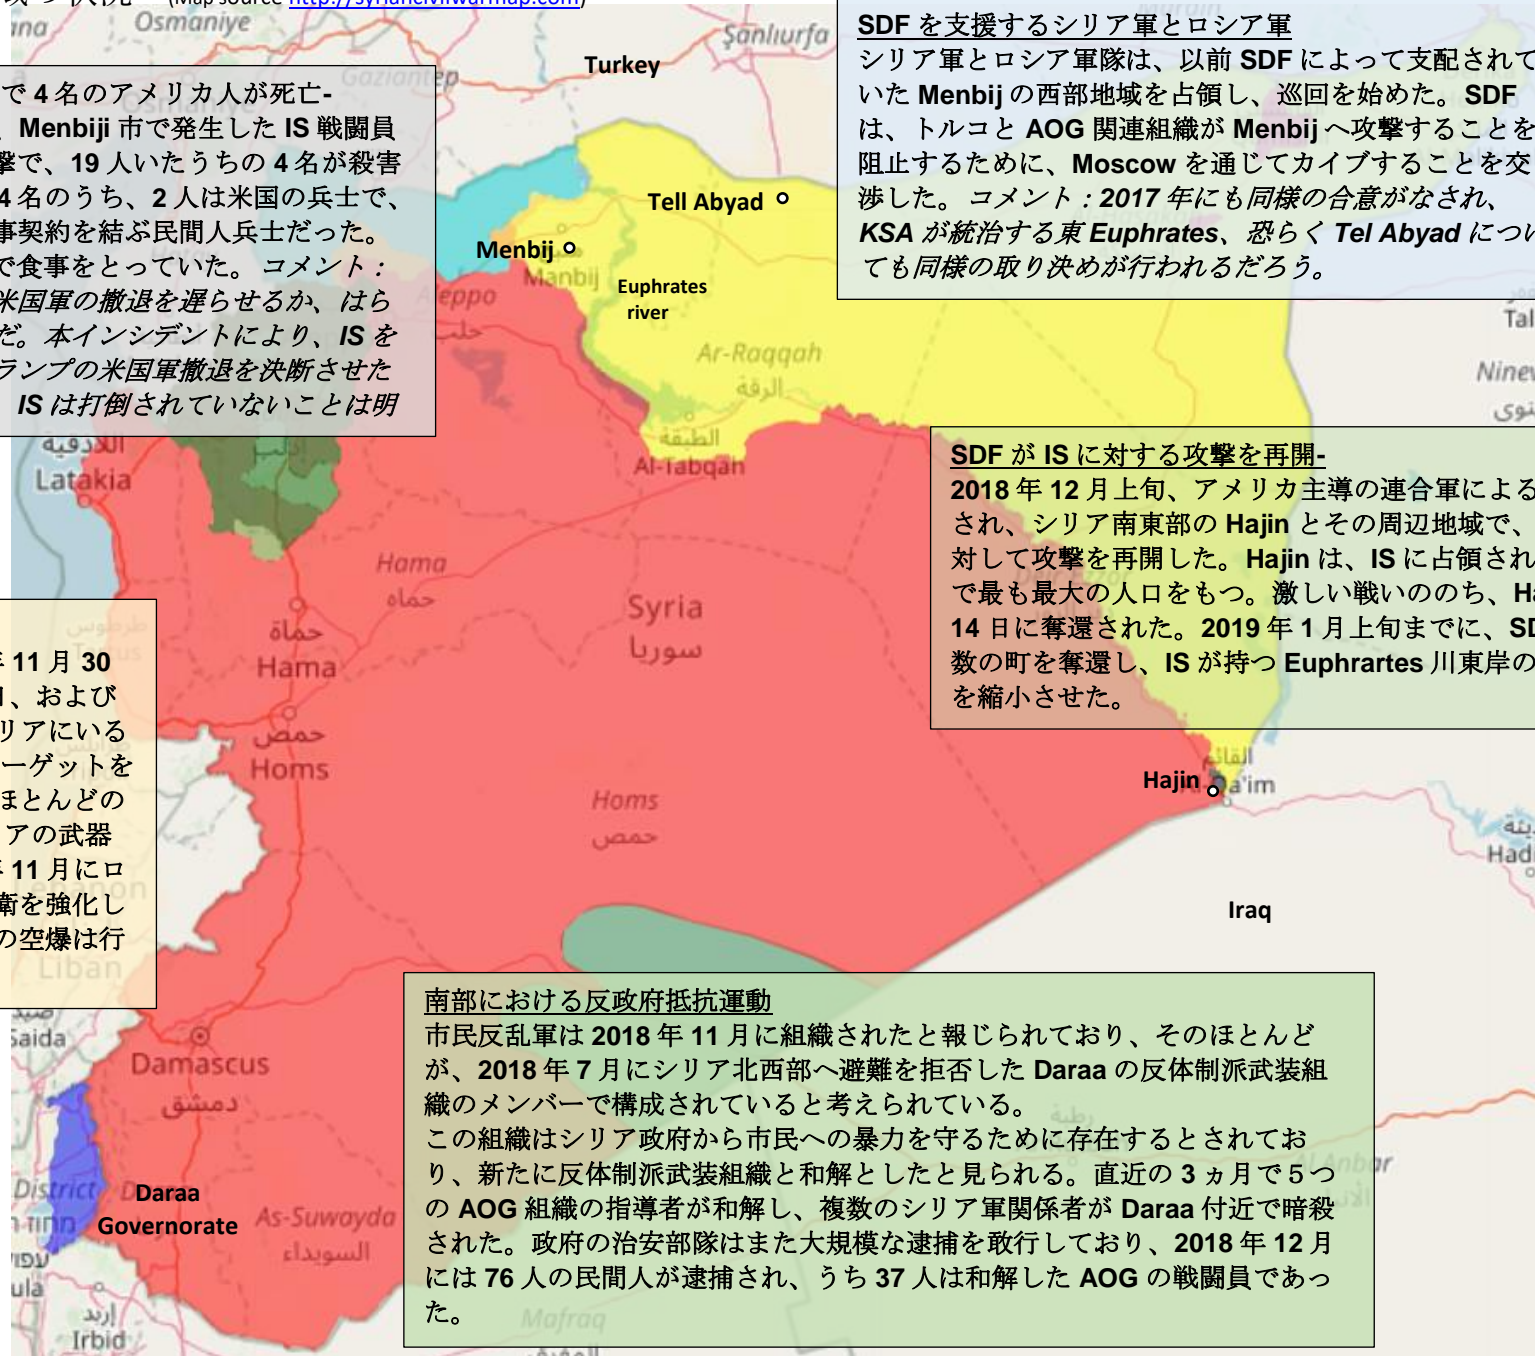 (Map source http://syriancivilwarmap.com)
で 4 名のアメリカ人が死亡-
、Menbiji 市で発生した IS 戦闘員
撃で、19 人いたうちの 4 名が殺害
4 名のうち、2 人は米国の兵士で、
事契約を結ぶ民間人兵士だった。
で食事をとっていた。コメント：
米国軍の撤退を遅らせるか、はら
だ。本インシデントにより、IS を
ランプの米国軍撤退を決断させた
IS は打倒されていないことは明
SDF を支援するシリア軍とロシア軍
シリア軍とロシア軍隊は、以前 SDF によって支配されて
いた Menbij の西部地域を占領し、巡回を始めた。SDF
は、トルコと AOG 関連組織が Menbij へ攻撃することを
阻止するために、Moscow を通じてカイブすることを交
渉した。コメント：2017 年にも同様の合意がなされ、
KSA が統治する東 Euphrates、恐らく Tel Abyad につい
ても同様の取り決めが行われるだろう。
SDF が IS に対する攻撃を再開-
2018 年 12 月上旬、アメリカ主導の連合軍による
され、シリア南東部の Hajin とその周辺地域で、
対して攻撃を再開した。Hajin は、IS に占領され
で最も最大の人口をもつ。激しい戦いののち、Ha
14 日に奪還された。2019 年 1 月上旬までに、SD
数の町を奪還し、IS が持つ Euphrartes 川東岸の
を縮小させた。
年 11 月 30
日、および
リアにいる
ーゲットを
ほとんどの
アの武器
年 11 月にロ
衛を強化し
の空爆は行
南部における反政府抵抗運動
市民反乱軍は 2018 年 11 月に組織されたと報じられており、そのほとんど
が、2018 年 7 月にシリア北西部へ避難を拒否した Daraa の反体制派武装組
織のメンバーで構成されていると考えられている。
この組織はシリア政府から市民への暴力を守るために存在するとされてお
り、新たに反体制派武装組織と和解としたと見られる。直近の 3 ヵ月で５つ
の AOG 組織の指導者が和解し、複数のシリア軍関係者が Daraa 付近で暗殺
された。政府の治安部隊はまた大規模な逮捕を敢行しており、2018 年 12 月
には 76 人の民間人が逮捕され、うち 37 人は和解した AOG の戦闘員であっ
た。
Osmaniye
Şanlıurfa
Gaziantep
Osmaniye
Turkey
Tell Abyad
Menbij
Manbij
Euphrates
river
Aleppo
حلب
Ar-Raqqah
الرقة
الطبقة
Al-Tabqah
اللاذقية
Latakia
إدلب
Hama
حماه
حماة
Hama
Syria
سوريا
حمص
Homs
Homs
حمص
Hajin
القائم
a'im
Iraq
Lebanon
Liban
Saida
Damascus
دمشق
District
Daraa
Governorate
As-Suwayda
السويداء
إربد
Irbid
Mafraq
Al Anbar
رطبة
Tal
Ninev
Hadi